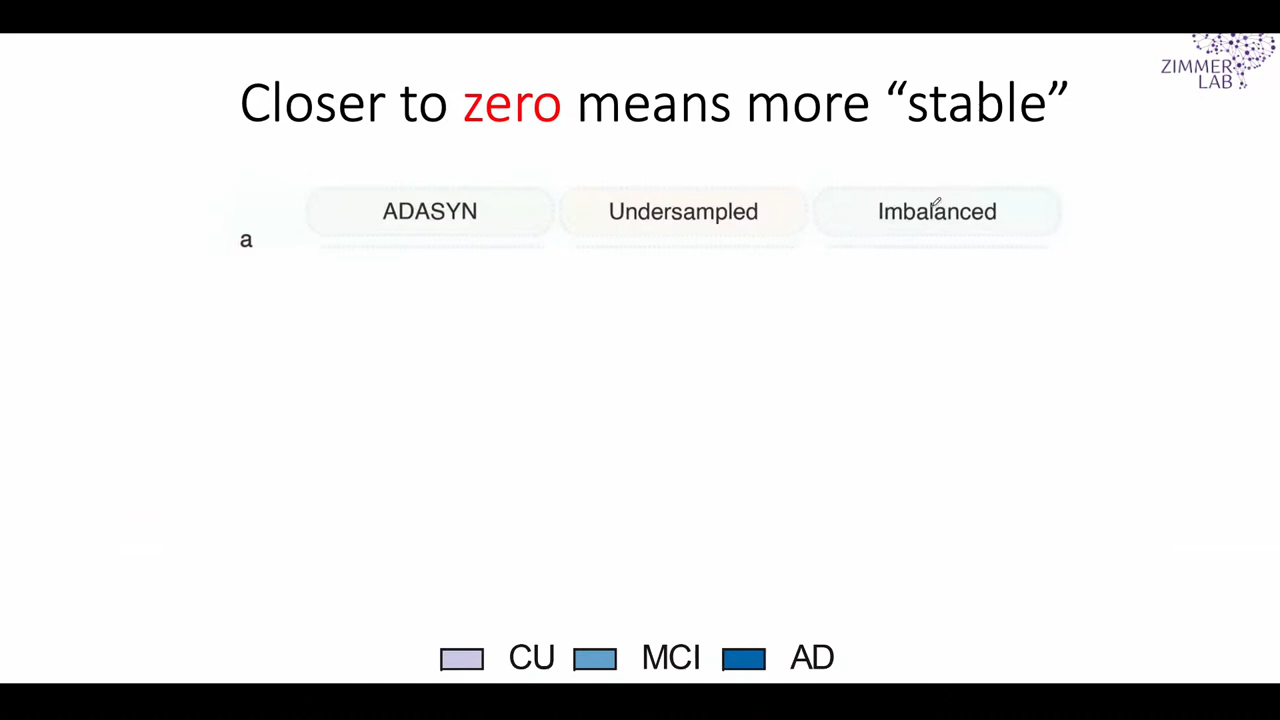 ZIMMER
LAB
Closer to zero means more “stable”
ADASYN Undersampled Imbalanced
a
CU MCI AD